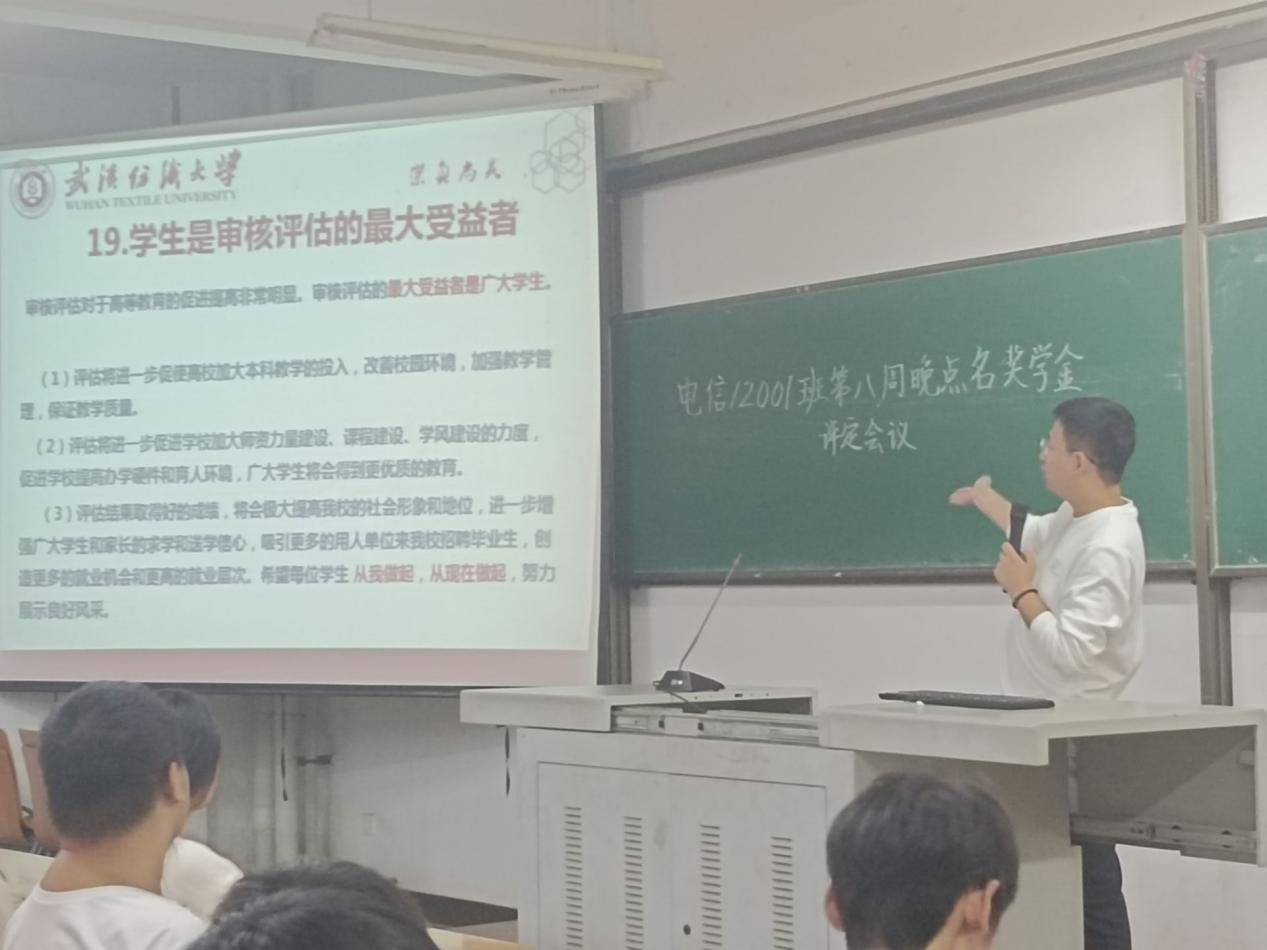 武汉纺织大学
WUHAN TEXTILE UNIVERSITY
崇真尚美
19.学生是审核评估的最大受益者
审核评估对于高等教育的促进提高非常明显。审核评估的最大受益者是广大学生。
（1）评估将进一步促使高校加大本科教学的投入，改善校园环境，加强教学管
理，保证教学质量。
（2）评估将进一步促进学校加大师资力量建设、课程建设、学风建设的力度，
促进学校提高办学硬件和育人环境，广大学生将会得到更优质的教育。
（3）评估结果取得好的成绩，将会极大提高我校的社会形象和地位，进一步增
强广大学生和家长的求学和送学信心，吸引更多的用人单位来我校招聘毕业生，创
造更多的就业机会和更高的就业层次。希望每位学生从我做起，从现在做起，努力
展示良好风采。
电信12001班第八周晚点名奖学金
评定会议